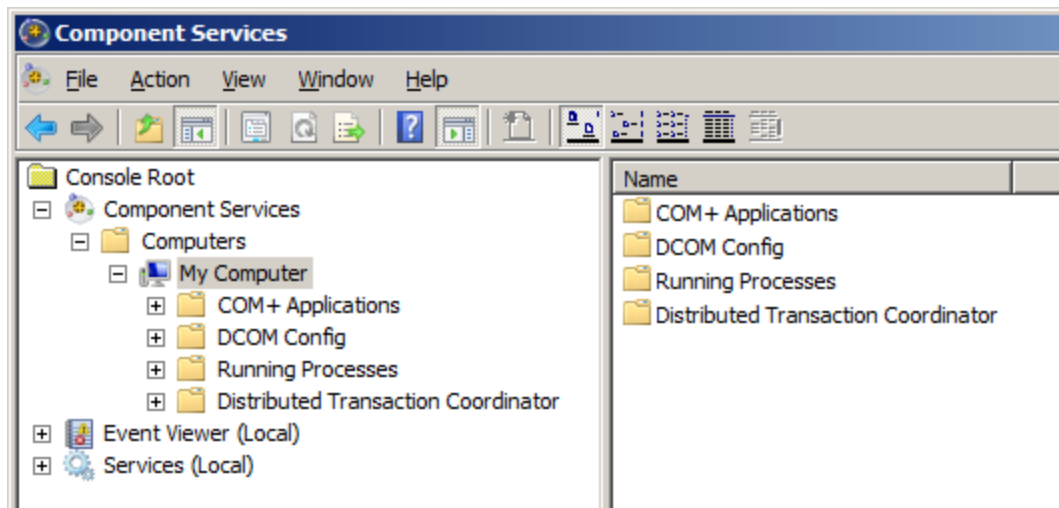 Component Services
File Action View Window Help
Console Root
Component Services
Computers
My Computer
COM+ Applications
DCOM Config
Running Processes
Distributed Transaction Coordinator
Event Viewer (Local)
Services (Local)
Name
COM+ Applications
DCOM Config
Running Processes
Distributed Transaction Coordinator